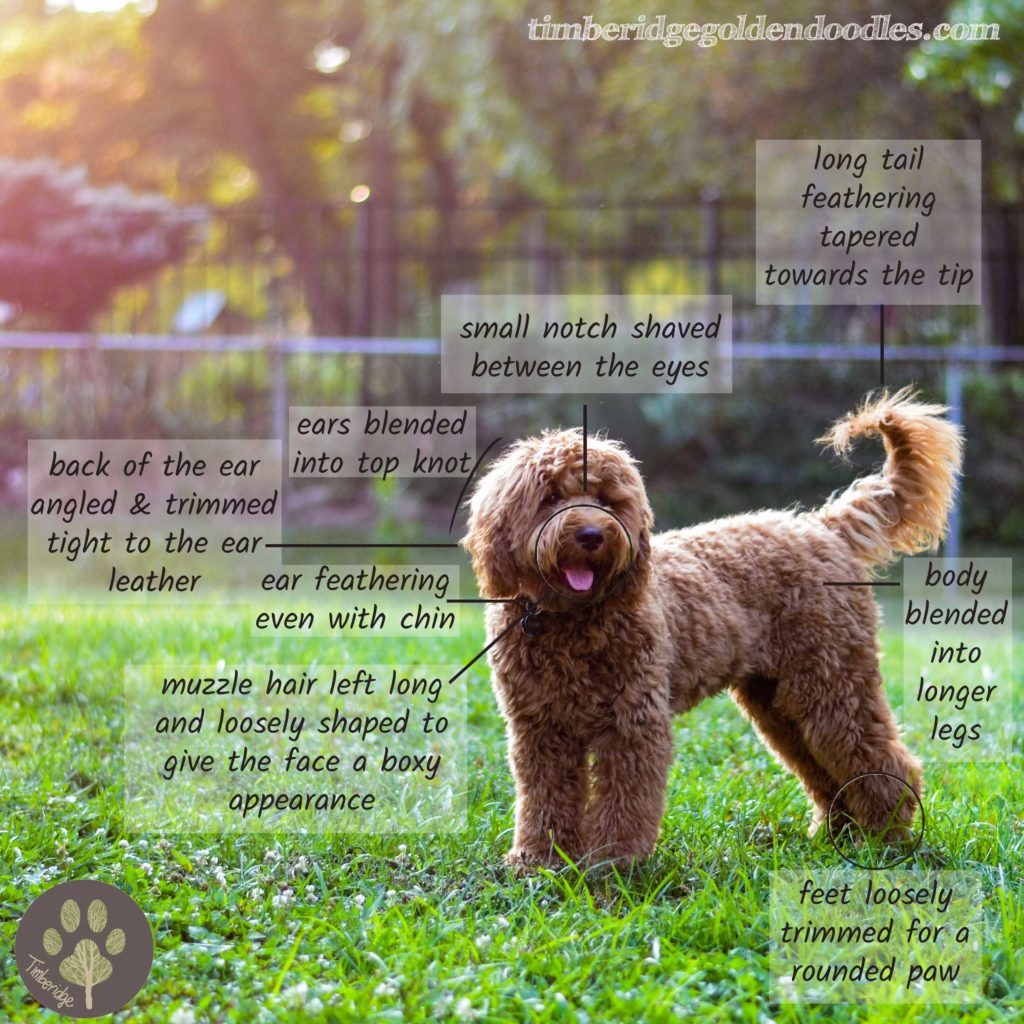 timberidgegoldendoodles.com
long tail
feathering
tapered
towards the tip
small notch shaved
between the eyes
ears blended
into top knot
back of the ear
angled & trimmed
tight to the ear
leather
ear feathering
even with chin
body
blended
into
longer
legs
muzzle hair left long
and loosely shaped to
give the face a boxy
appearance
feet loosely
trimmed for a
rounded paw
Timberidge